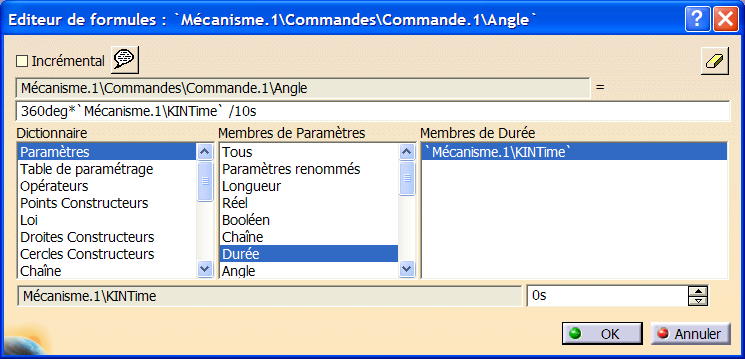 Editeur de formules : `Mécanisme.1\Commandes\Commande.1\Angle`
Incrémental
Mécanisme.1\Commandes\Commande.1\Angle =
360deg*`Mécanisme.1\KINTime` /10s
Dictionnaire Membres de Paramètres Membres de Durée
Paramètres Tous `Mécanisme.1\KINTime`
Table de paramétrage Paramètres renommés
Opérateurs Longueur
Points Constructeurs Réel
Loi Booléen
Droites Constructeurs Chaîne
Cercles Constructeurs Durée
Chaîne Angle
Mécanisme.1\KINTime 0s
OK Annuler